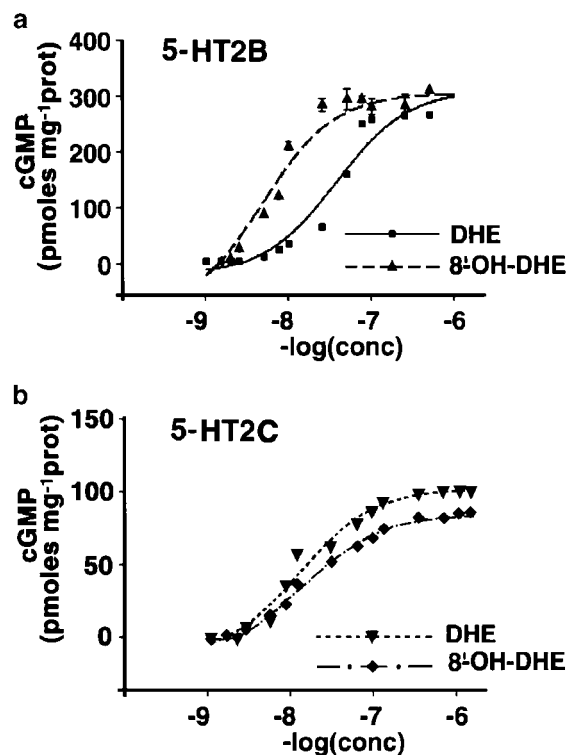 a
5-HT2B
400
300
200
100
0
cGMP
(pmoles mg⁻¹prot)
DHE
8'OH-DHE
-9 -8 -7 -6
-log(conc)
b
5-HT2C
150
100
50
0
cGMP
(pmoles mg⁻¹prot)
DHE
8'OH-DHE
-9 -8 -7 -6
-log(conc)